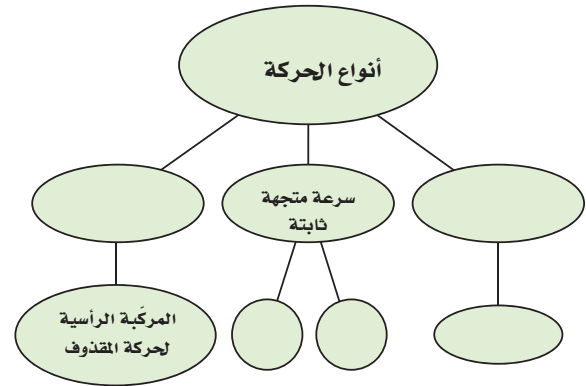 أنواع الحركة
سرعة متجهة
ثابتة
المركّبة الرأسية
لحركة المقذوف